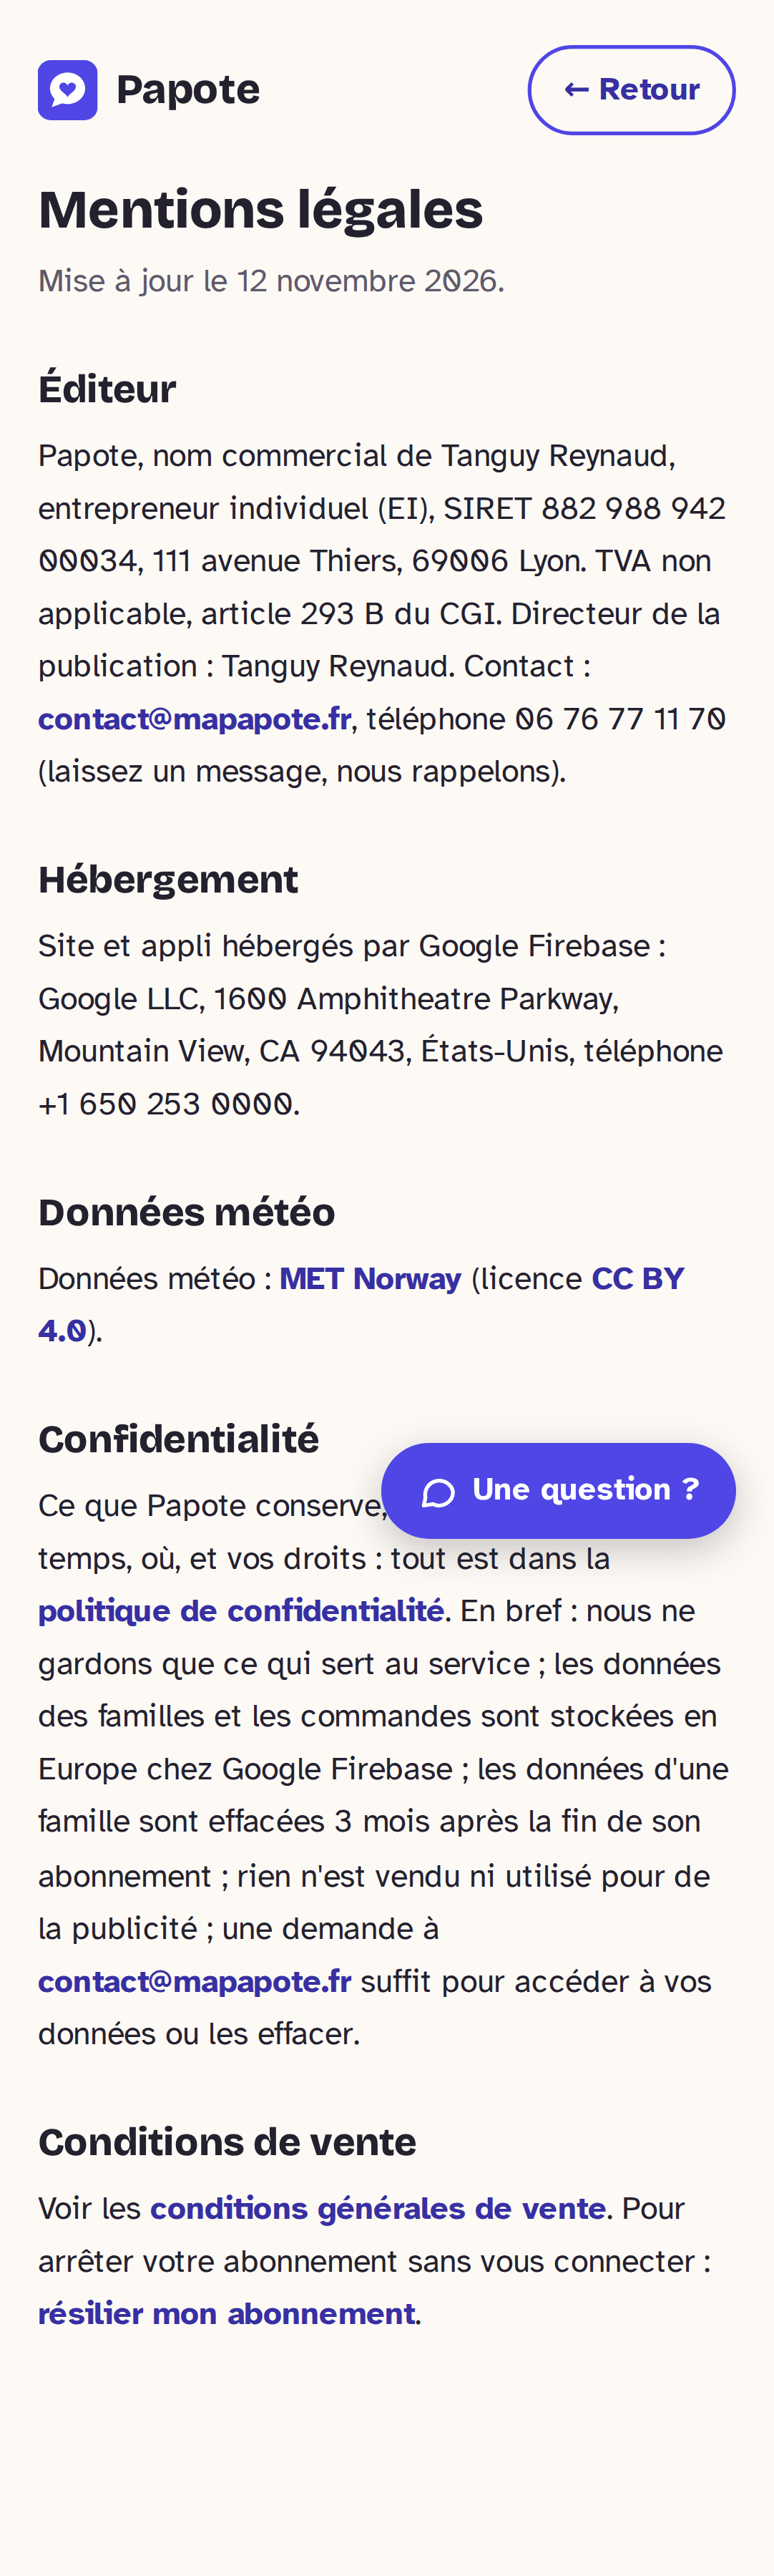 Papote
← Retour
Mentions légales
Mise à jour le 12 novembre 2026.
Éditeur
Papote, nom commercial de Tanguy Reynaud,
entrepreneur individuel (EI), SIRET 882 988 942
00034, 111 avenue Thiers, 69006 Lyon. TVA non
applicable, article 293 B du CGI. Directeur de la
publication : Tanguy Reynaud. Contact :
contact@mapapote.fr, téléphone 06 76 77 11 70
(laissez un message, nous rappelons).
Hébergement
Site et appli hébergés par Google Firebase :
Google LLC, 1600 Amphitheatre Parkway,
Mountain View, CA 94043, États-Unis, téléphone
+1 650 253 0000.
Données météo
Données météo : MET Norway (licence CC BY
4.0).
Confidentialité
Ce que Papote conserve,
Une question ?
temps, où, et vos droits : tout est dans la
politique de confidentialité. En bref : nous ne
gardons que ce qui sert au service ; les données
des familles et les commandes sont stockées en
Europe chez Google Firebase ; les données d'une
famille sont effacées 3 mois après la fin de son
abonnement ; rien n'est vendu ni utilisé pour de
la publicité ; une demande à
contact@mapapote.fr suffit pour accéder à vos
données ou les effacer.
Conditions de vente
Voir les conditions générales de vente. Pour
arrêter votre abonnement sans vous connecter :
résilier mon abonnement.